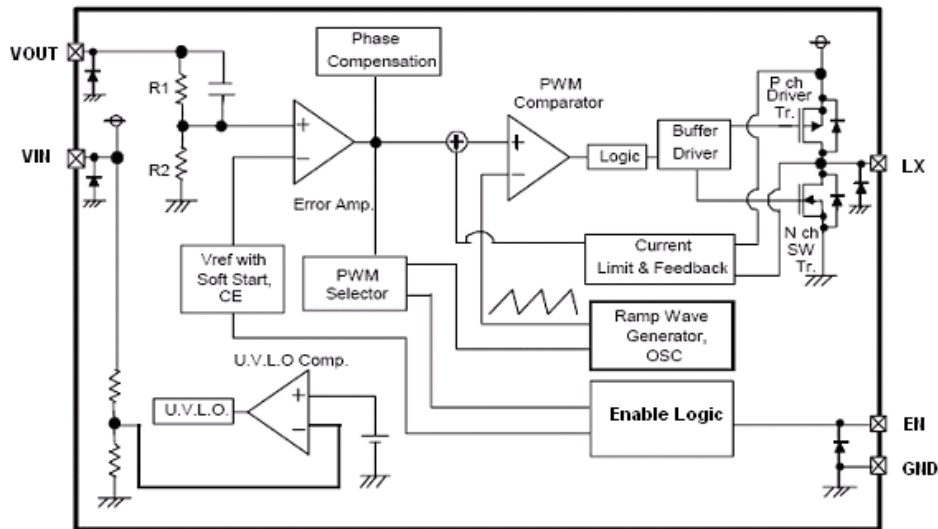 VOUT
VIN
R1
R2
Phase
Compensation
+
−
Error Amp.
+
PWM
Comparator
+
−
Logic
Buffer
Driver
P ch
Driver
Tr.
LX
N ch
SW
Tr.
Current
Limit & Feedback
Vref with
Soft Start,
CE
PWM
Selector
Ramp Wave
Generator,
OSC
U.V.L.O Comp.
U.V.L.O.
+
−
Enable Logic
EN
GND